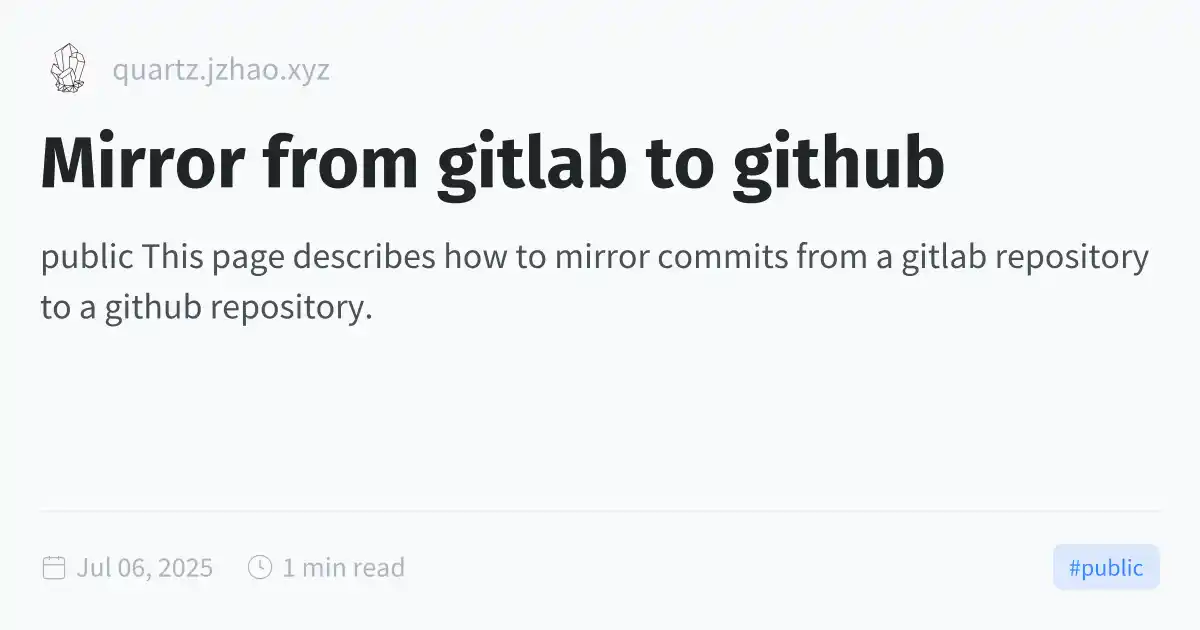 quartz.jzhao.xyz
Mirror from gitlab to github
public This page describes how to mirror commits from a gitlab repository
to a github repository.
Jul 06, 2025 1 min read #public